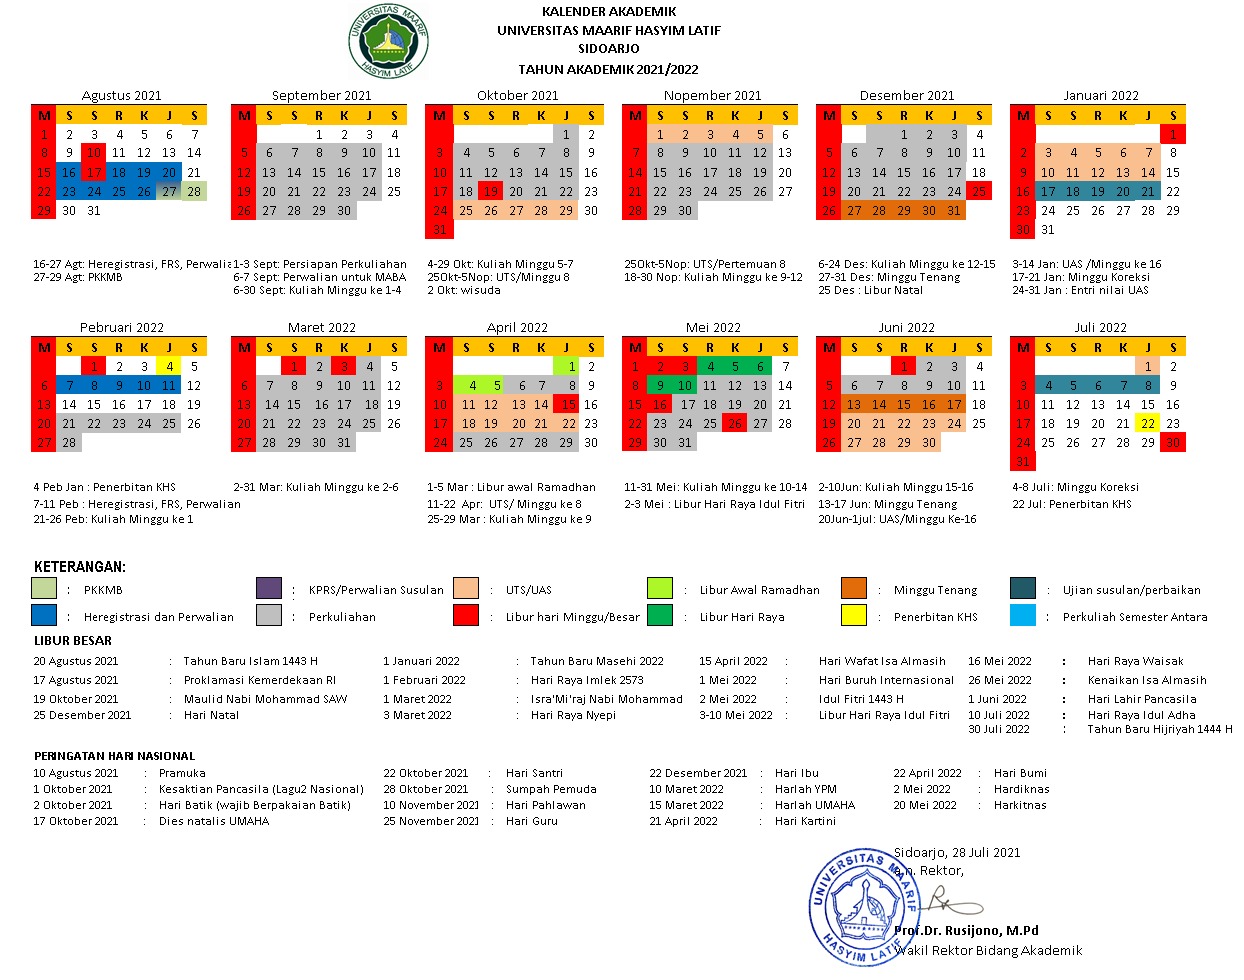 KALENDER AKADEMIK
UNIVERSITAS MAARIF HASYIM LATIF
SIDOARJO
TAHUN AKADEMIK 2021/2022
UNIVERSITAS MAARIF HASYIM LATIF
Agustus 2021
M S S R K J S
1 2 3 4 5 6 7
8 9 10 11 12 13 14
15 16 17 18 19 20 21
22 23 24 25 26 27 28
29 30 31
16-27 Agt: Heregistrasi, FRS, Perwalia
27-29 Agt: PKKMB
September 2021
M S S R K J S
1 2 3 4
5 6 7 8 9 10 11
12 13 14 15 16 17 18
19 20 21 22 23 24 25
26 27 28 29 30
1-3 Sept: Persiapan Perkuliahan
6-7 Sept: Perwalian untuk MABA
6-30 Sept: Kuliah Minggu ke 1-4
Oktober 2021
M S S R K J S
1 2
3 4 5 6 7 8 9
10 11 12 13 14 15 16
17 18 19 20 21 22 23
24 25 26 27 28 29 30
31
4-29 Okt: Kuliah Minggu 5-7
25Okt-5Nop: UTS/Minggu 8
2 Okt: wisuda
Nopember 2021
M S S R K J S
1 2 3 4 5 6
7 8 9 10 11 12 13
14 15 16 17 18 19 20
21 22 23 24 25 26 27
28 29 30
25Okt-5Nop: UTS/Pertemuan 8
18-30 Nop: Kuliah Minggu ke 9-12
Desember 2021
M S S R K J S
1 2 3 4
5 6 7 8 9 10 11
12 13 14 15 16 17 18
19 20 21 22 23 24 25
26 27 28 29 30 31
6-24 Des: Kuliah Minggu ke 12-15
27-31 Des: Minggu Tenang
25 Des : Libur Natal
Januari 2022
M S S R K J S
1
2 3 4 5 6 7 8
9 10 11 12 13 14 15
16 17 18 19 20 21 22
23 24 25 26 27 28 29
30 31
3-14 Jan: UAS /Minggu ke 16
17-21 Jan: Minggu Koreksi
24-31 Jan : Entri nilai UAS
Pebruari 2022
M S S R K J S
1 2 3 4 5
6 7 8 9 10 11 12
13 14 15 16 17 18 19
20 21 22 23 24 25 26
27 28
4 Peb Jan : Penerbitan KHS
7-11 Peb : Heregistrasi, FRS, Perwalian
21-26 Peb: Kuliah Minggu ke 1
Maret 2022
M S S R K J S
1 2 3 4 5
6 7 8 9 10 11 12
13 14 15 16 17 18 19
20 21 22 23 24 25 26
27 28 29 30 31
2-31 Mar: Kuliah Minggu ke 2-6
April 2022
M S S R K J S
1 2
3 4 5 6 7 8 9
10 11 12 13 14 15 16
17 18 19 20 21 22 23
24 25 26 27 28 29 30
1-5 Mar : Libur awal Ramadhan
11-22 Apr: UTS/ Minggu ke 8
25-29 Mar : Kuliah Minggu ke 9
Mei 2022
M S S R K J S
1 2 3 4 5 6 7
8 9 10 11 12 13 14
15 16 17 18 19 20 21
22 23 24 25 26 27 28
29 30 31
11-31 Mei: Kuliah Minggu ke 10-14
2-3 Mei : Libur Hari Raya Idul Fitri
Juni 2022
M S S R K J S
1 2 3 4
5 6 7 8 9 10 11
12 13 14 15 16 17 18
19 20 21 22 23 24 25
26 27 28 29 30
2-10Jun: Kuliah Minggu 15-16
13-17 Jun: Minggu Tenang
20Jun-1jul: UAS/Minggu Ke-16
Juli 2022
M S S R K J S
1 2
3 4 5 6 7 8 9
10 11 12 13 14 15 16
17 18 19 20 21 22 23
24 25 26 27 28 29 30
31
4-8 Juli: Minggu Koreksi
22 Jul: Penerbitan KHS
KETERANGAN:
: PKKMB : KPRS/Perwalian Susulan : UTS/UAS : Libur Awal Ramadhan : Minggu Tenang : Ujian susulan/perbaikan
: Heregistrasi dan Perwalian : Perkuliahan : Libur hari Minggu/Besar : Libur Hari Raya : Penerbitan KHS : Perkuliah Semester Antara
LIBUR BESAR
20 Agustus 2021 : Tahun Baru Islam 1443 H 1 Januari 2022 : Tahun Baru Masehi 2022 15 April 2022 : Hari Wafat Isa Almasih 16 Mei 2022 : Hari Raya Waisak
17 Agustus 2021 : Proklamasi Kemerdekaan RI 1 Februari 2022 : Hari Raya Imlek 2573 1 Mei 2022 : Hari Buruh Internasional 26 Mei 2022 : Kenaikan Isa Almasih
19 Oktober 2021 : Maulid Nabi Mohammad SAW 1 Maret 2022 : Isra'Mi'raj Nabi Mohammad 2 Mei 2022 : Idul Fitri 1443 H 1 Juni 2022 : Hari Lahir Pancasila
25 Desember 2021 : Hari Natal 3 Maret 2022 : Hari Raya Nyepi 3-10 Mei 2022 : Libur Hari Raya Idul Fitri 10 Juli 2022 : Hari Raya Idul Adha
30 Juli 2022 : Tahun Baru Hijriyah 1444 H
PERINGATAN HARI NASIONAL
10 Agustus 2021 : Pramuka 22 Oktober 2021 : Hari Santri 22 Desember 2021 : Hari Ibu 22 April 2022 : Hari Bumi
1 Oktober 2021 : Kesaktian Pancasila (Lagu2 Nasional) 28 Oktober 2021 : Sumpah Pemuda 10 Maret 2022 : Harlah YPM 2 Mei 2022 : Hardiknas
2 Oktober 2021 : Hari Batik (wajib Berpakaian Batik) 10 November 2021 : Hari Pahlawan 15 Maret 2022 : Harlah UMAHA 20 Mei 2022 : Harkitnas
17 Oktober 2021 : Dies natalis UMAHA 25 November 2021 : Hari Guru 21 April 2022 : Hari Kartini
Sidoarjo, 28 Juli 2021
a.n. Rektor,
UNIVERSITAS MAARIF HASYIM LATIF
Prof.Dr. Rusijono, M.Pd
Wakil Rektor Bidang Akademik